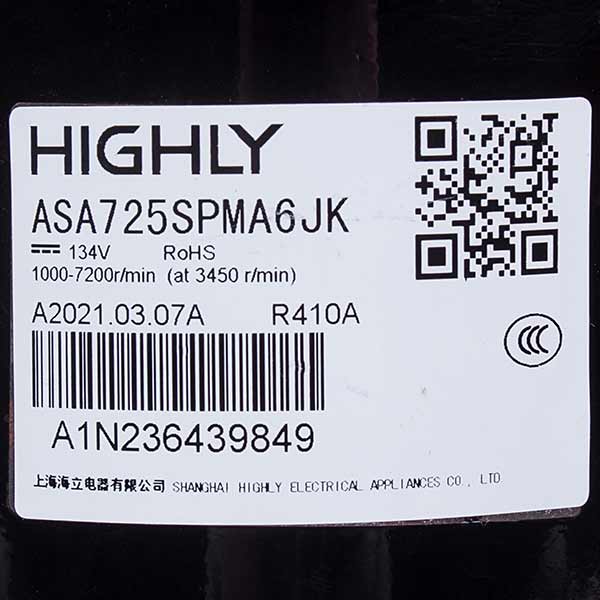 HIGHLY
ASA725SPMA6JK
134V RoHS
1000-7200r/min (at 3450 r/min)
A2021.03.07A R410A
CCC
A1N236439849
上海海立电器有限公司 SHANGHAI HIGHLY ELECTRICAL APPLIANCES CO., LTD